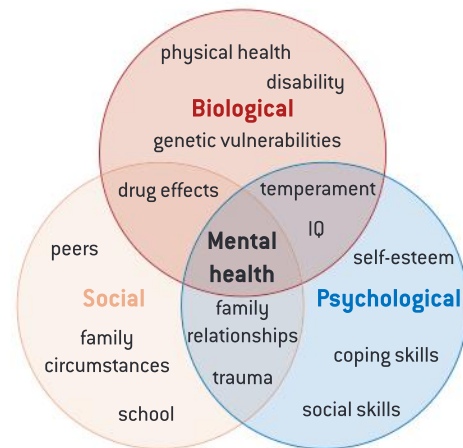 physical health
disability
Biological
genetic vulnerabilities
drug effects
temperament
IQ
Mental
health
peers
self-esteem
Social
Psychological
family
relationships
family
circumstances
coping skills
trauma
school
social skills